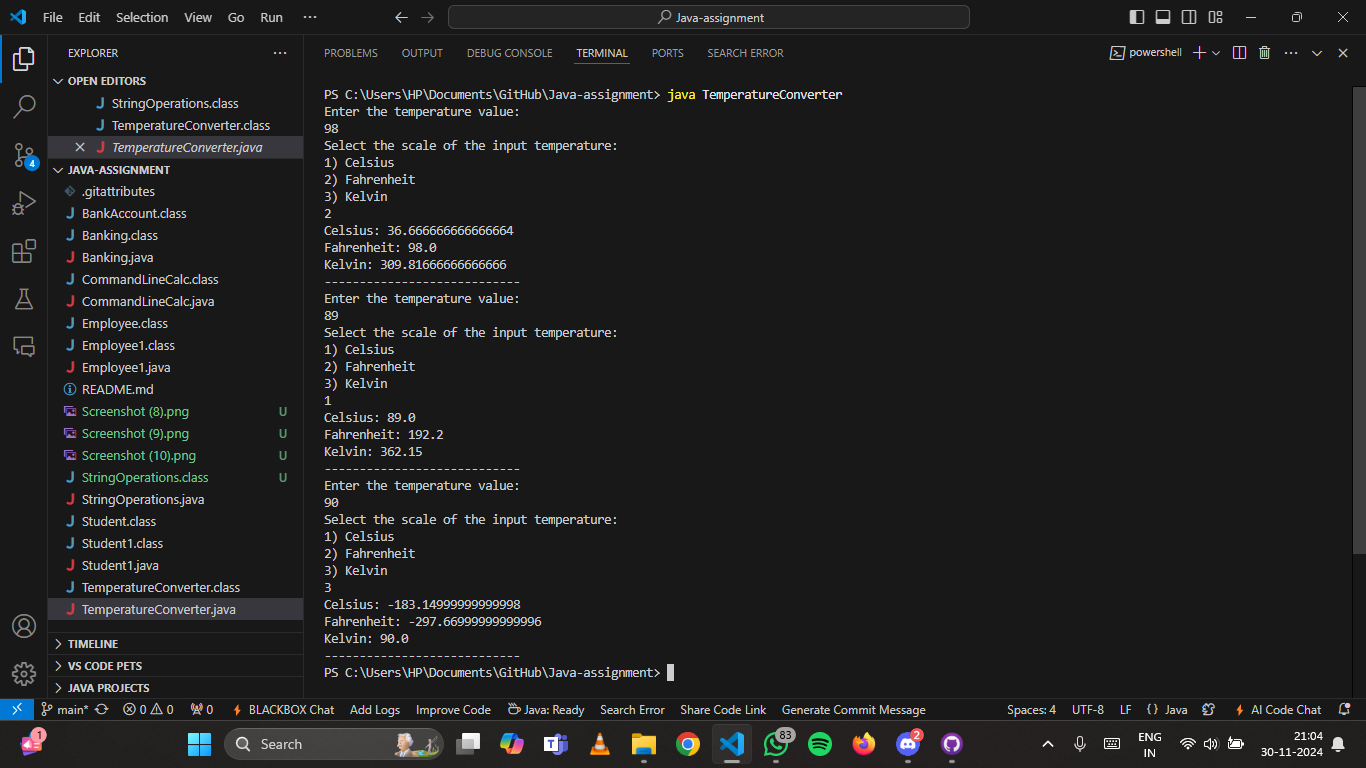 File Edit Selection View Go Run ··· Java-assignment
EXPLORER ···
OPEN EDITORS
StringOperations.class
TemperatureConverter.class
TemperatureConverter.java
JAVA-ASSIGNMENT
.gitattributes
BankAccount.class
Banking.class
Banking.java
CommandLineCalc.class
CommandLineCalc.java
Employee.class
Employee1.class
Employee1.java
README.md
Screenshot (8).png U
Screenshot (9).png U
Screenshot (10).png U
StringOperations.class U
StringOperations.java
Student.class
Student1.class
Student1.java
TemperatureConverter.class
TemperatureConverter.java
TIMELINE
VS CODE PETS
JAVA PROJECTS
4
PROBLEMS OUTPUT DEBUG CONSOLE TERMINAL PORTS SEARCH ERROR powershell
PS C:\Users\HP\Documents\GitHub\Java-assignment> java TemperatureConverter
Enter the temperature value:
98
Select the scale of the input temperature:
1) Celsius
2) Fahrenheit
3) Kelvin
2
Celsius: 36.666666666666664
Fahrenheit: 98.0
Kelvin: 309.81666666666666
----------------------------
Enter the temperature value:
89
Select the scale of the input temperature:
1) Celsius
2) Fahrenheit
3) Kelvin
1
Celsius: 89.0
Fahrenheit: 192.2
Kelvin: 362.15
----------------------------
Enter the temperature value:
90
Select the scale of the input temperature:
1) Celsius
2) Fahrenheit
3) Kelvin
3
Celsius: -183.14999999999998
Fahrenheit: -297.66999999999996
Kelvin: 90.0
----------------------------
PS C:\Users\HP\Documents\GitHub\Java-assignment>
main* 0 0 0 BLACKBOX Chat Add Logs Improve Code Java: Ready Search Error Share Code Link Generate Commit Message Spaces: 4 UTF-8 LF {} Java AI Code Chat
1 Search 83 2 ENG 21:04
IN 30-11-2024